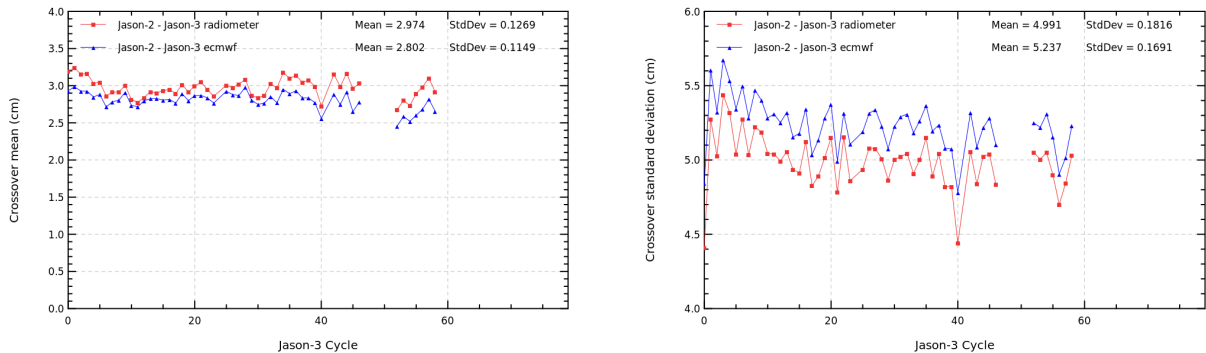 Jason-2 - Jason-3 radiometer Mean = 2.974 StdDev = 0.1269
Jason-2 - Jason-3 ecmwf Mean = 2.802 StdDev = 0.1149
Crossover mean (cm)
4.0
3.5
3.0
2.5
2.0
1.5
1.0
0.5
0.0
0 20 40 60
Jason-3 Cycle
Jason-2 - Jason-3 radiometer Mean = 4.991 StdDev = 0.1816
Jason-2 - Jason-3 ecmwf Mean = 5.237 StdDev = 0.1691
Crossover standard deviation (cm)
6.0
5.5
5.0
4.5
4.0
0 20 40 60
Jason-3 Cycle